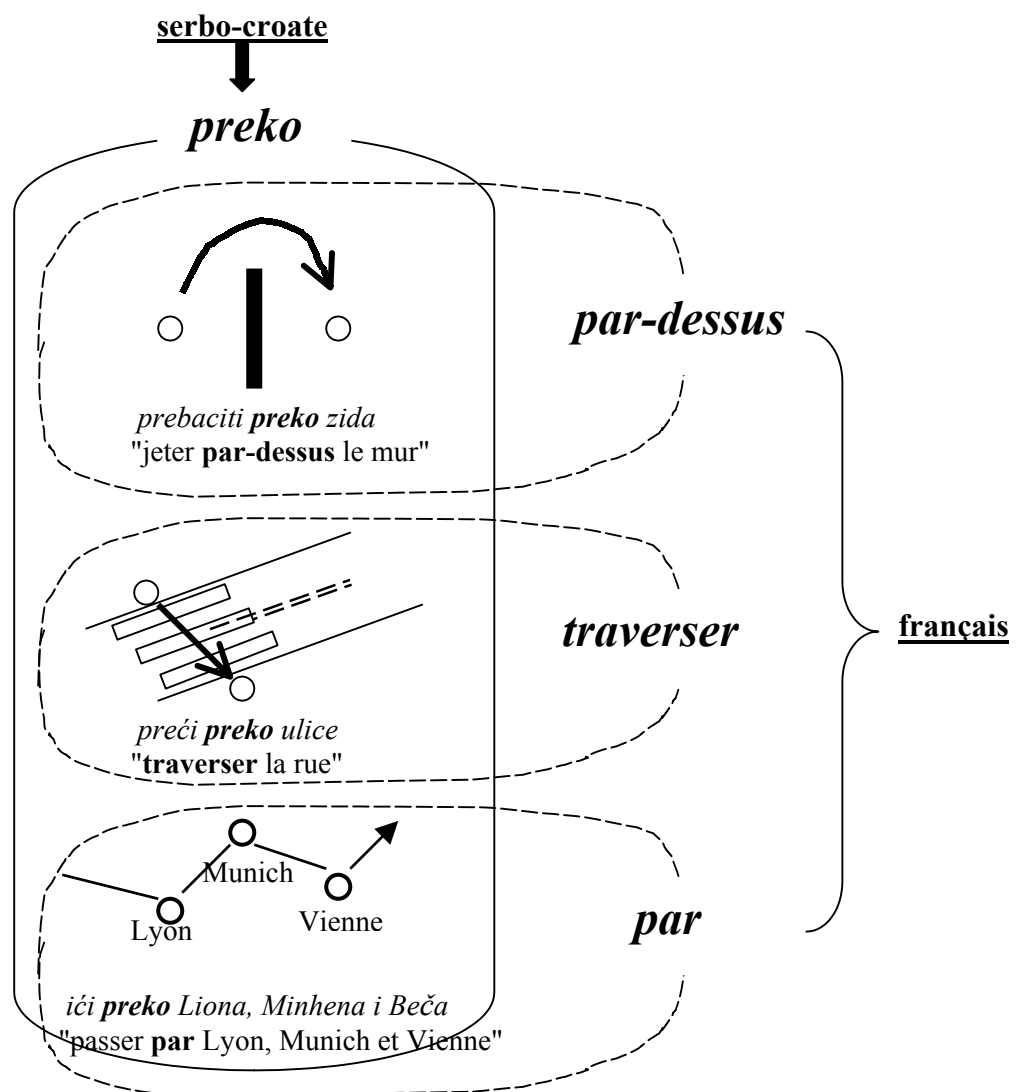 serbo-croate
preko
par-dessus
prebaciti preko zida
"jeter par-dessus le mur"
traverser
français
preći preko ulice
"traverser la rue"
Munich
Lyon
Vienne
par
ići preko Liona, Minhena i Beča
"passer par Lyon, Munich et Vienne"